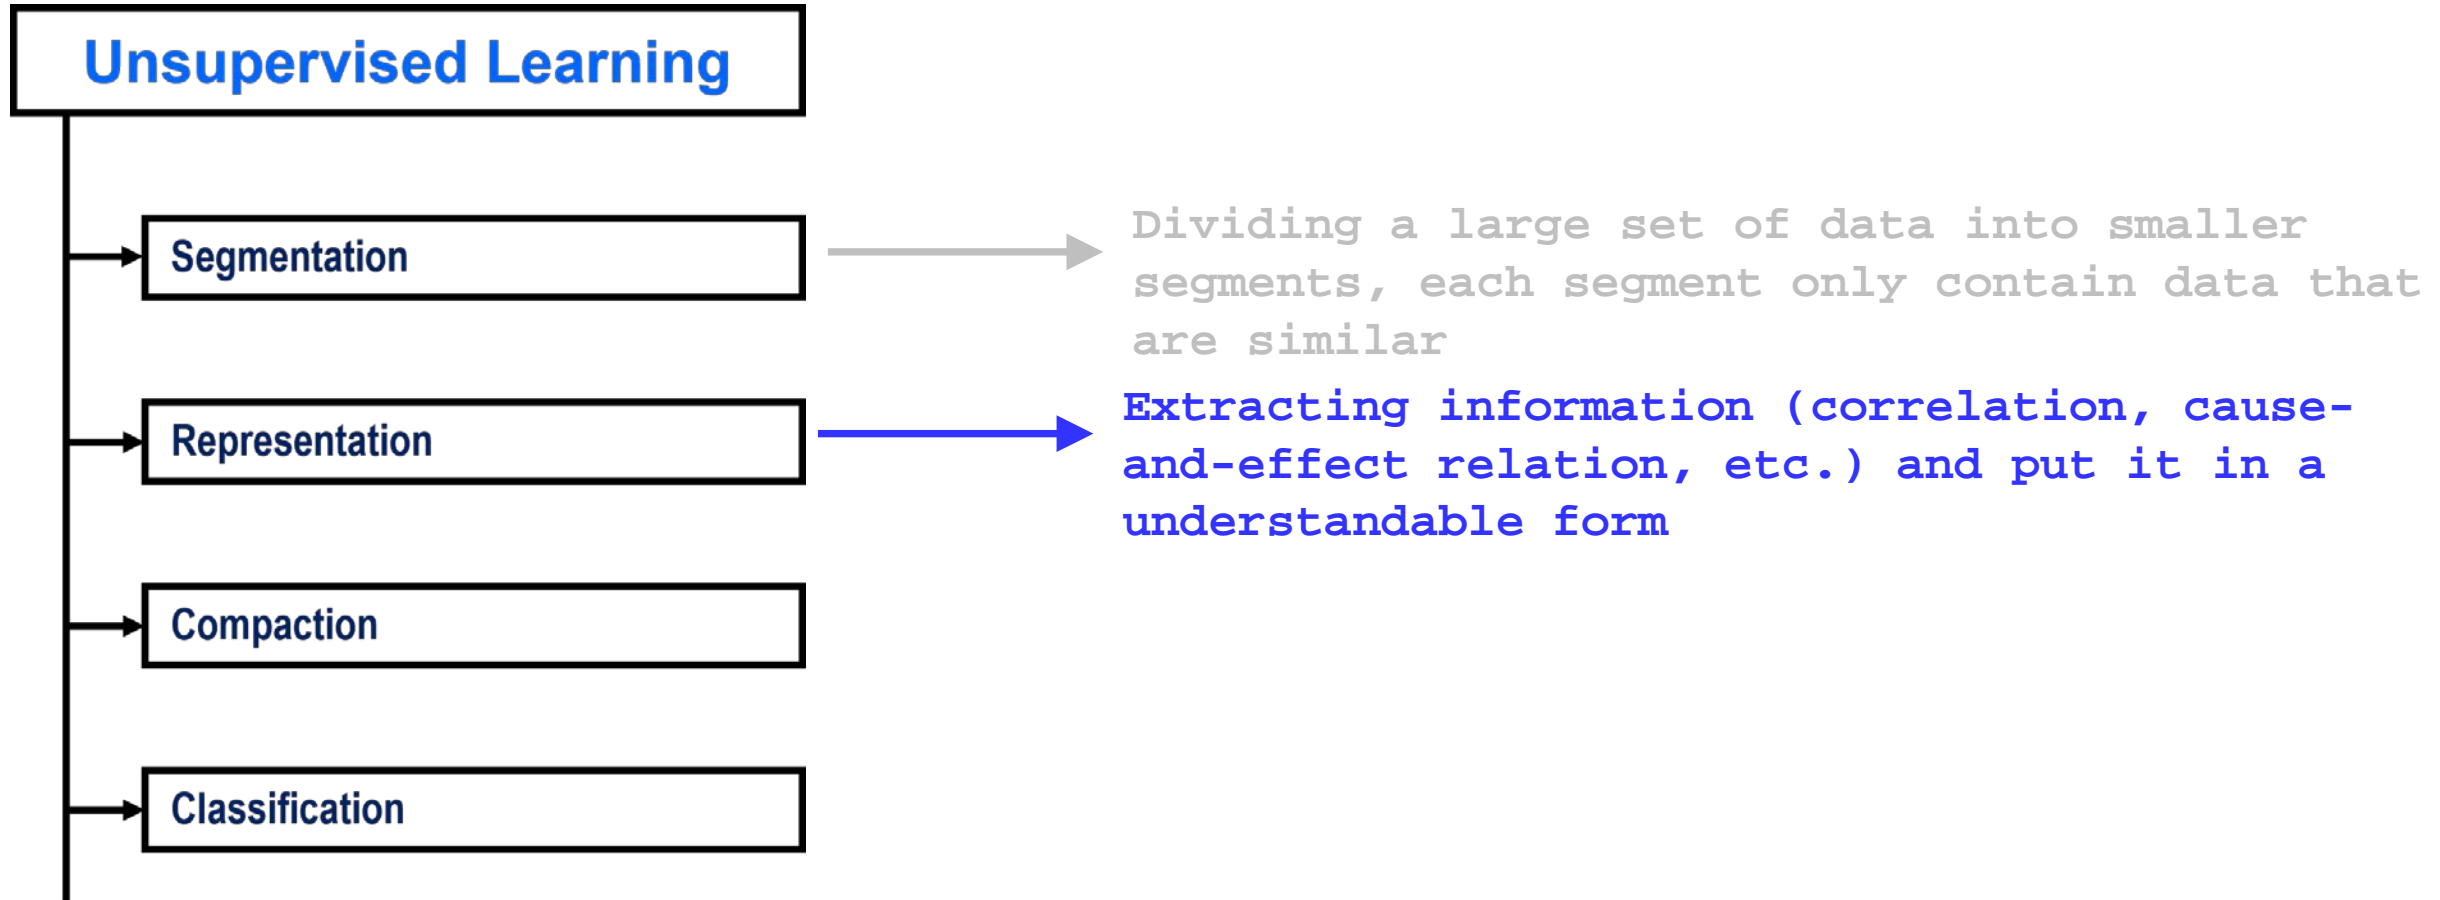 Unsupervised Learning
Segmentation
Dividing a large set of data into smaller
segments, each segment only contain data that
are similar
Representation
Extracting information (correlation, cause-
and-effect relation, etc.) and put it in a
understandable form
Compaction
Classification